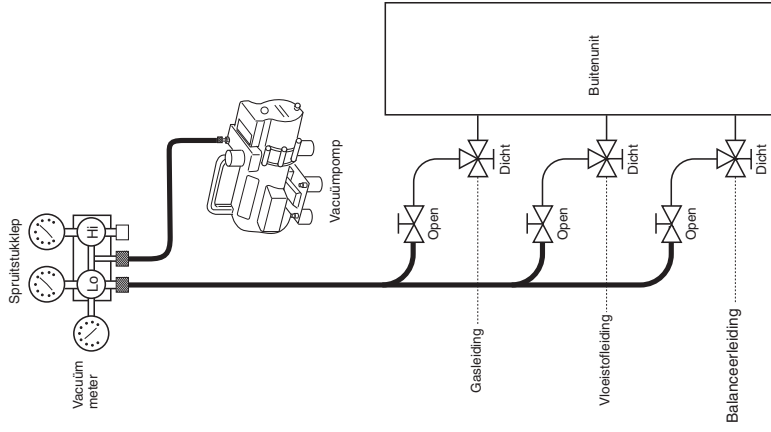 Spruitstukklep
Hi
Lo
Vacuüm
meter
Vacuümpomp
Buitenunit
Open
Dicht
Gasleiding
Open
Dicht
Vloeistofleiding
Open
Dicht
Balanceerleiding